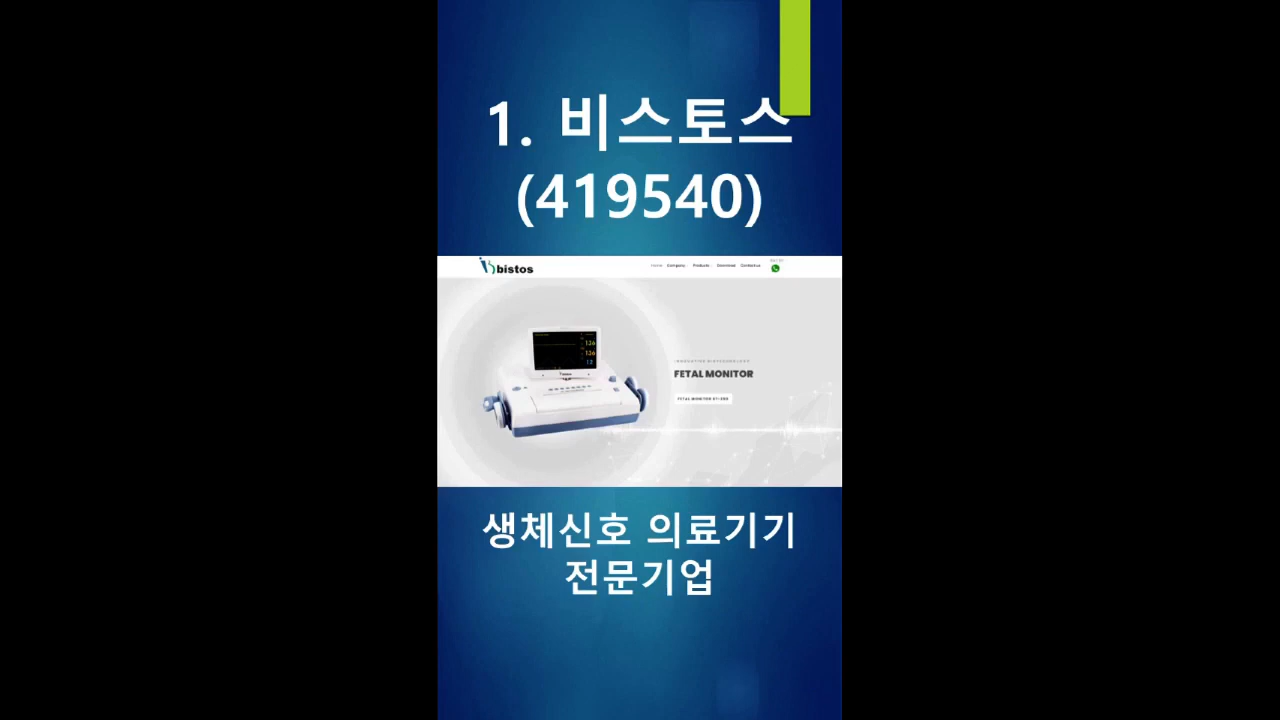 1. 비스토스
(419540)
bistos
Home Company Products Download Contact us
FETAL MONITOR
생체신호 의료기기
전문기업